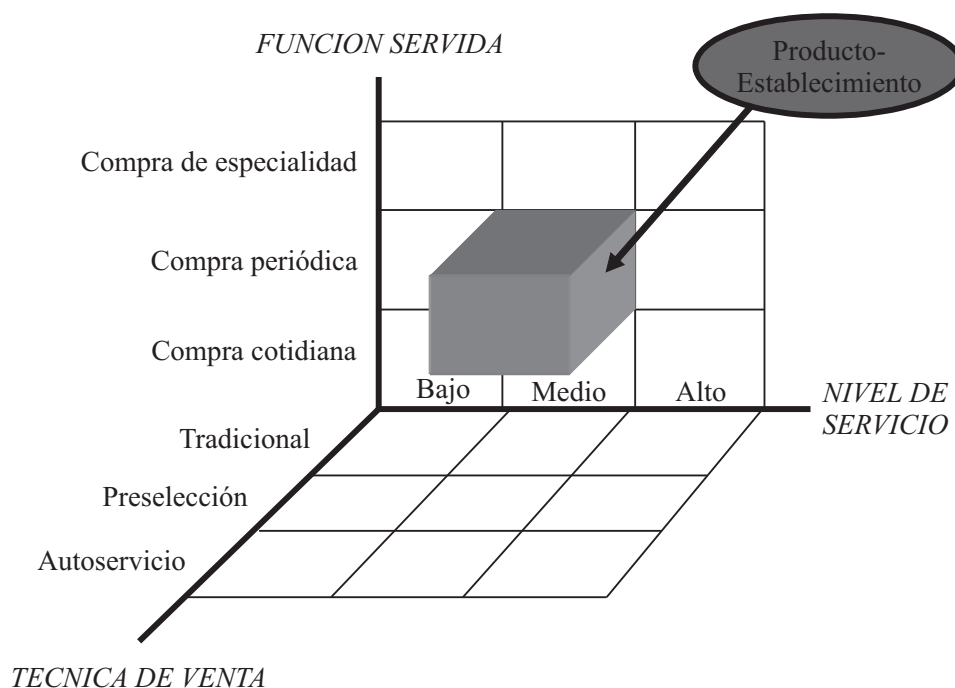 FUNCION SERVIDA
Producto-
Establecimiento
Compra de especialidad
Compra periódica
Compra cotidiana
Bajo
Medio
Alto
NIVEL DE
SERVICIO
Tradicional
Preselección
Autoservicio
TECNICA DE VENTA